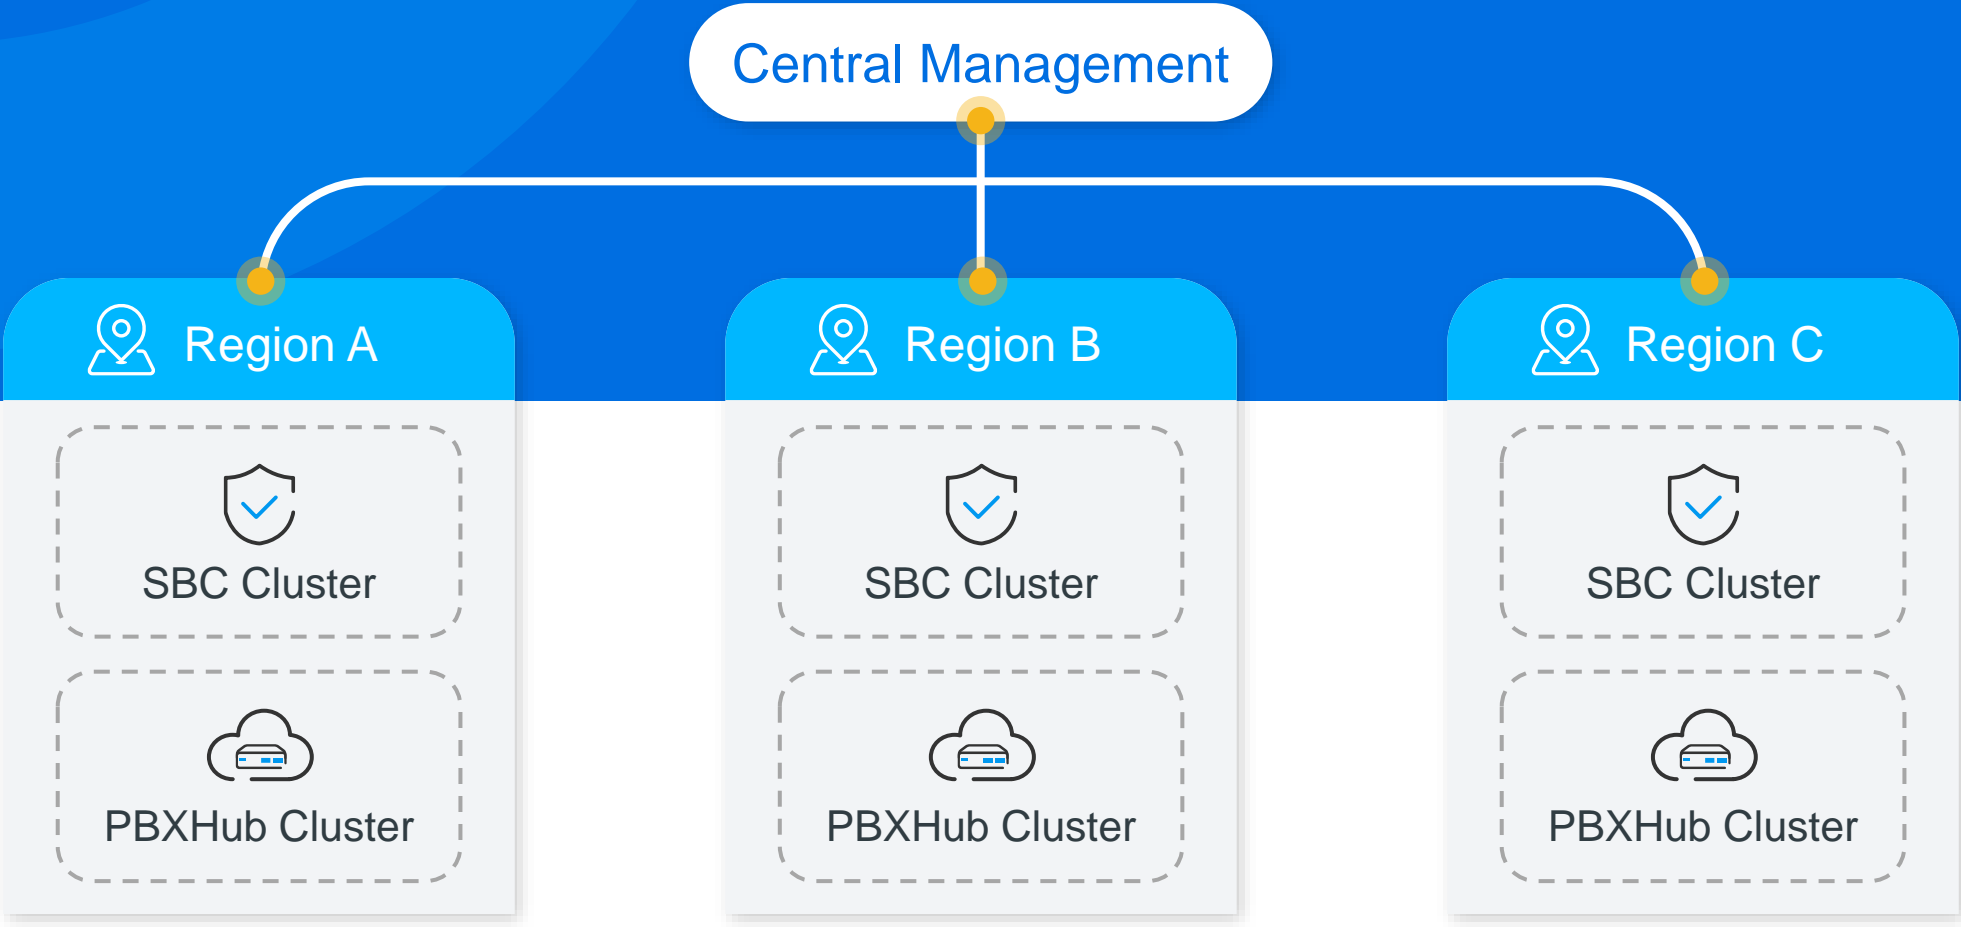 Central Management
Region A
Region B
Region C
SBC Cluster
SBC Cluster
SBC Cluster
PBXHub Cluster
PBXHub Cluster
PBXHub Cluster